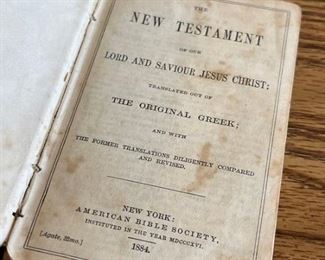 THE
NEW TESTAMENT
OF OUR
LORD AND SAVIOUR JESUS CHRIST:
TRANSLATED OUT OF
THE ORIGINAL GREEK;
AND WITH
THE FORMER TRANSLATIONS DILIGENTLY COMPARED
AND REVISED.
NEW YORK:
AMERICAN BIBLE SOCIETY,
INSTITUTED IN THE YEAR MDCCCXVI.
1884.
[Agate, 32mo.]